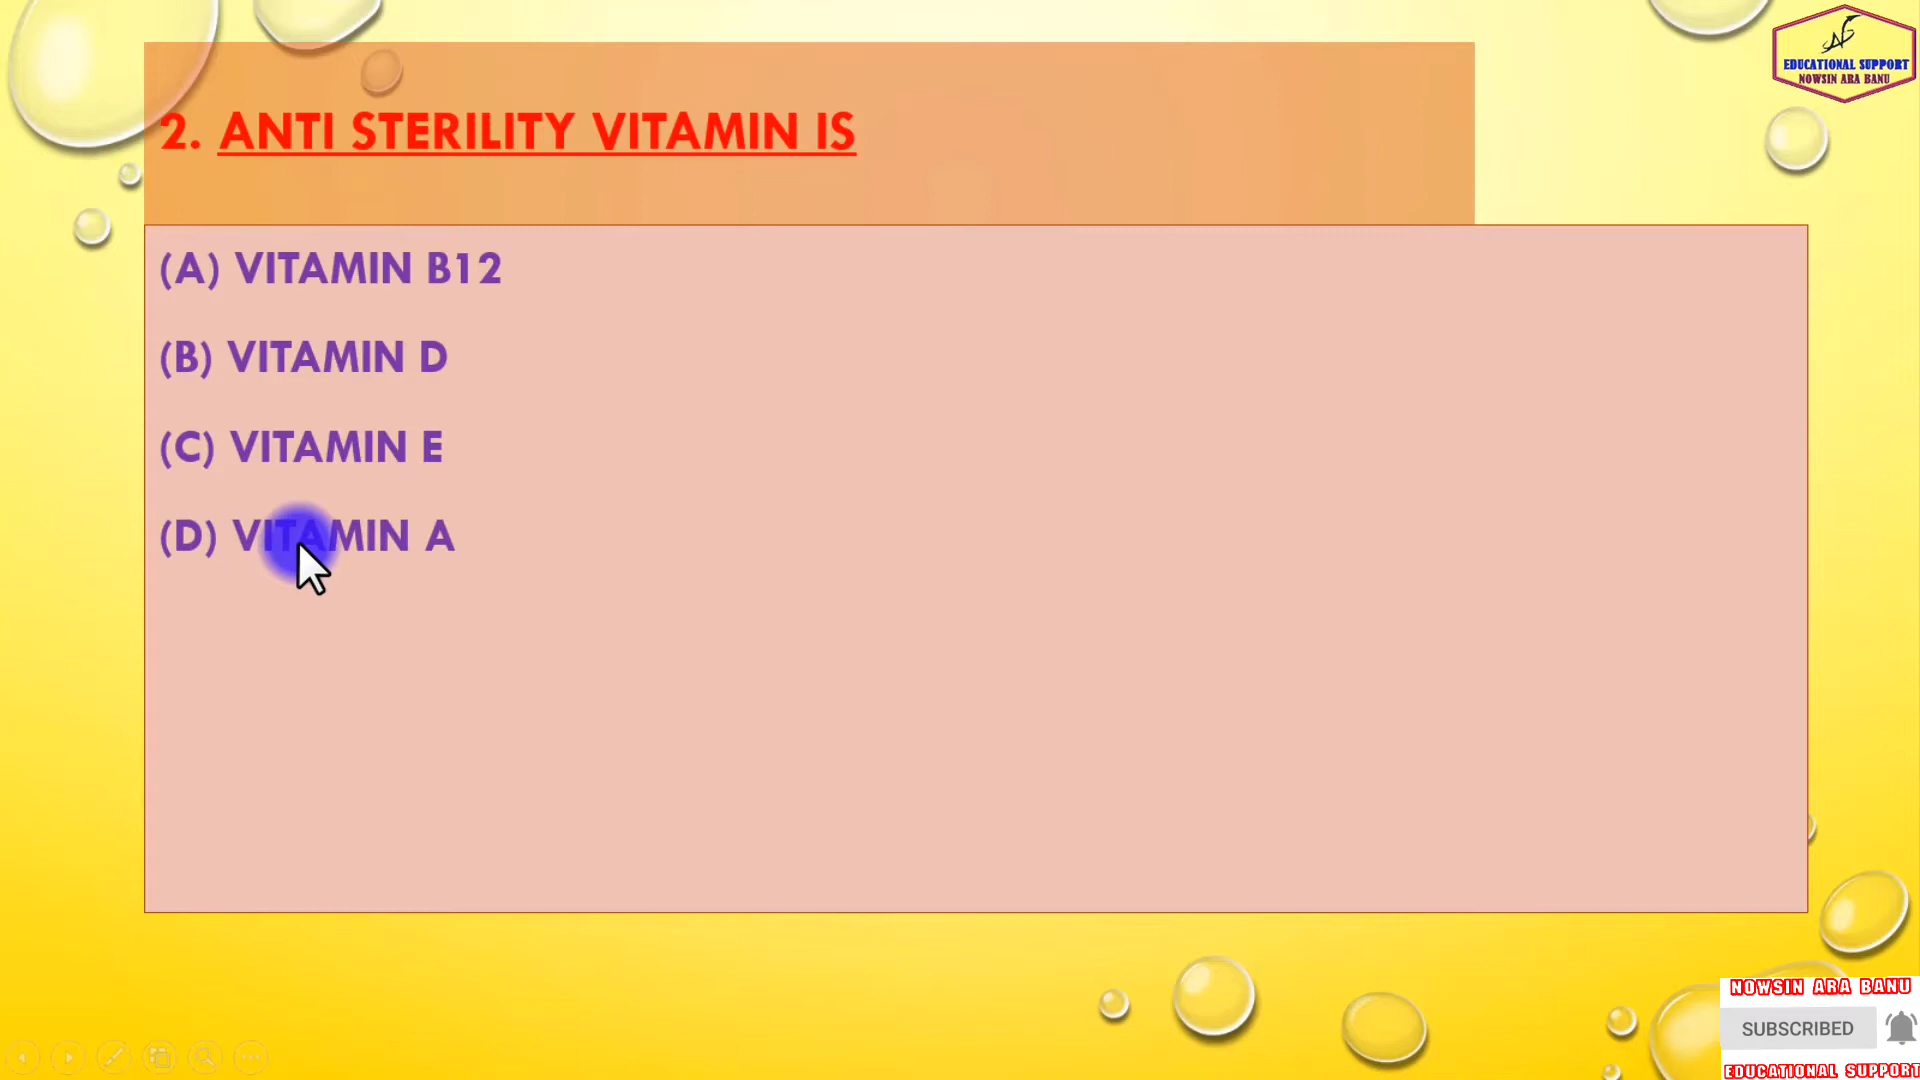 EDUCATIONAL SUPPORT
NOWSIN ARA BANU
2. ANTI STERILITY VITAMIN IS
(A) VITAMIN B12
(B) VITAMIN D
(C) VITAMIN E
(D) VITAMIN A
NOWSIN ARA BANU
SUBSCRIBED
EDUCATIONAL SUPPORT